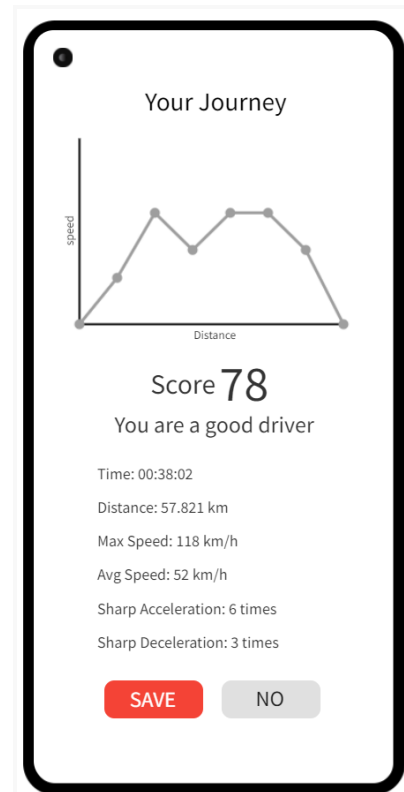 Your Journey
speed
Distance
Score 78
You are a good driver
Time: 00:38:02
Distance: 57.821 km
Max Speed: 118 km/h
Avg Speed: 52 km/h
Sharp Acceleration: 6 times
Sharp Deceleration: 3 times
SAVE
NO